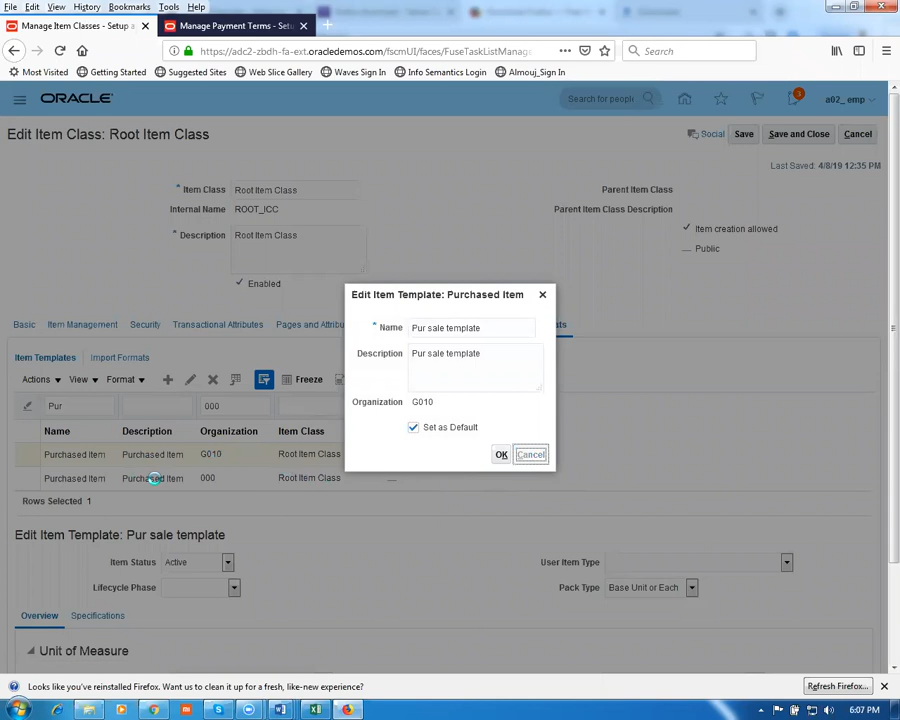 File Edit View History Bookmarks Tools Help
Manage Item Classes - Setup a × Manage Payment Terms - Setu × +
https://adc2-zbdh-fa-ext.oracledemos.com/fscmUI/faces/FuseTaskListManage ••• Search
Most Visited Getting Started Suggested Sites Web Slice Gallery Waves Sign In Info Semantics Login Almouj_Sign In
ORACLE Search for people 3 a02_ emp
Edit Item Class: Root Item Class Social Save Save and Close Cancel
Last Saved: 4/8/19 12:35 PM
* Item Class Root Item Class Parent Item Class
Internal Name ROOT_ICC Parent Item Class Description
* Description Root Item Class Item creation allowed
Public
Enabled
Edit Item Template: Purchased Item
* Name Pur sale template
Description Pur sale template
Organization G010
Set as Default
OK Cancel
Basic Item Management Security Transactional Attributes Pages and Attribu ats
Item Templates Import Formats
Actions View Format Freeze
Pur 000
Name Description Organization Item Class
Purchased Item Purchased Item G010 Root Item Class
Purchased Item Purchased Item 000 Root Item Class
Rows Selected 1
Edit Item Template: Pur sale template
Item Status Active User Item Type
Lifecycle Phase Pack Type Base Unit or Each
Overview Specifications
Unit of Measure
Looks like you've reinstalled Firefox. Want us to clean it up for a fresh, like-new experience? Refresh Firefox...
6:07 PM